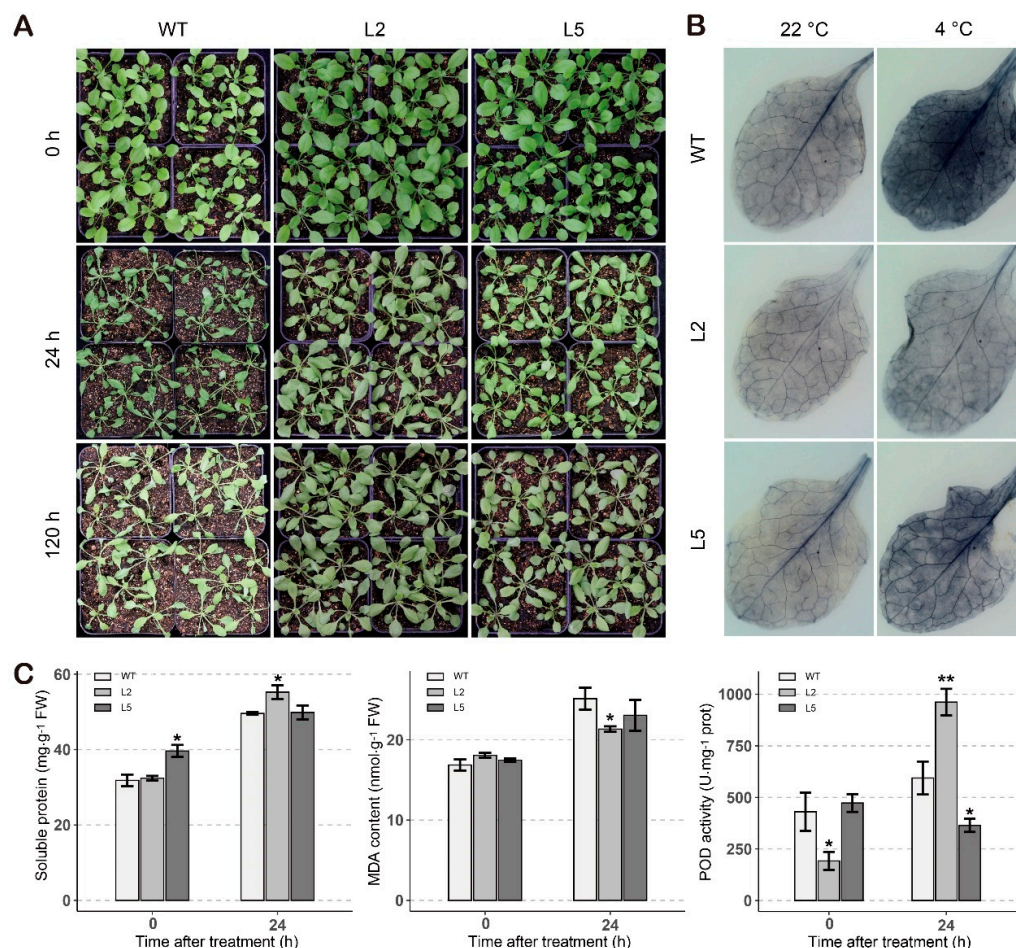 A
WT L2 L5
0 h
24 h
120 h
B
22 °C 4 °C
WT
L2
L5
C
Soluble protein (mg·g-1 FW)
60
40
20
0
WT
L2
L5
*
*
0 24
Time after treatment (h)
MDA content (nmol·g-1 FW)
20
10
0
WT
L2
L5
*
0 24
Time after treatment (h)
POD activity (U·mg-1 prot)
1000
750
500
250
0
WT
L2
L5
*
**
*
0 24
Time after treatment (h)